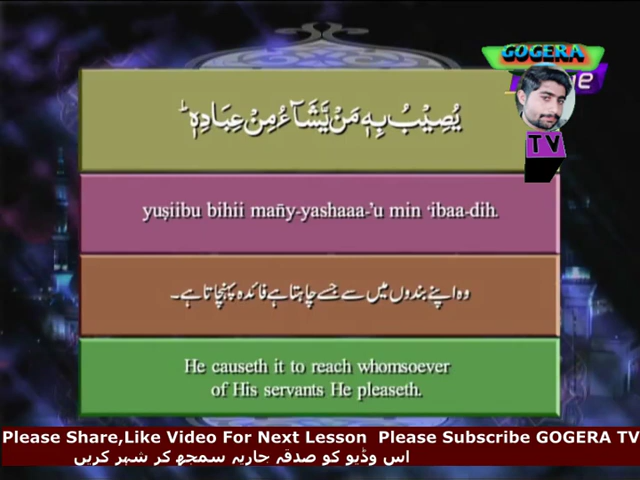 GOGERA
gue
TV
یُصِیْبُ بِهٖ مَنْ یَّشَآءُ مِنْ عِبَادِهٖ ؕ
yuṣiibu bihii mañy-yashaaa-’u min ‘ibaa-dih.
وہ اپنے بندوں میں سے جسے چاہتا ہے فائدہ پہنچاتا ہے۔
He causeth it to reach whomsoever
of His servants He pleaseth.
Please Share,Like Video For Next Lesson Please Subscribe GOGERA TV
اس وڈیو کو صدقہ جاریہ سمجھ کر شہر کریں